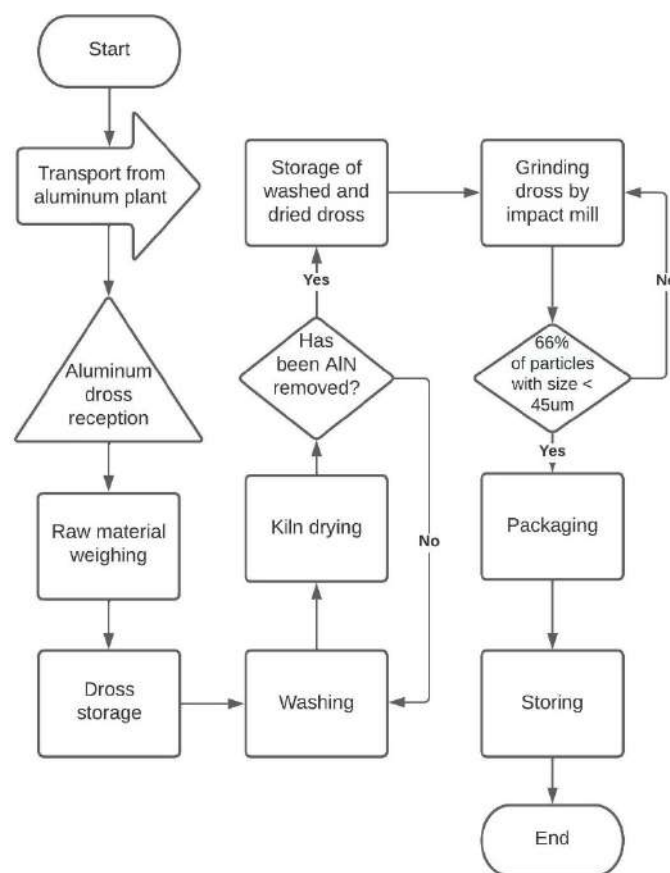 Start
Transport from
aluminum plant
Aluminum
dross
reception
Raw material
weighing
Dross
storage
Washing
Kiln drying
Has
been AlN
removed?
No
Yes
Storage of
washed and
dried dross
Grinding
dross by
impact mill
66%
of particles
with size <
45um
No
Yes
Packaging
Storing
End